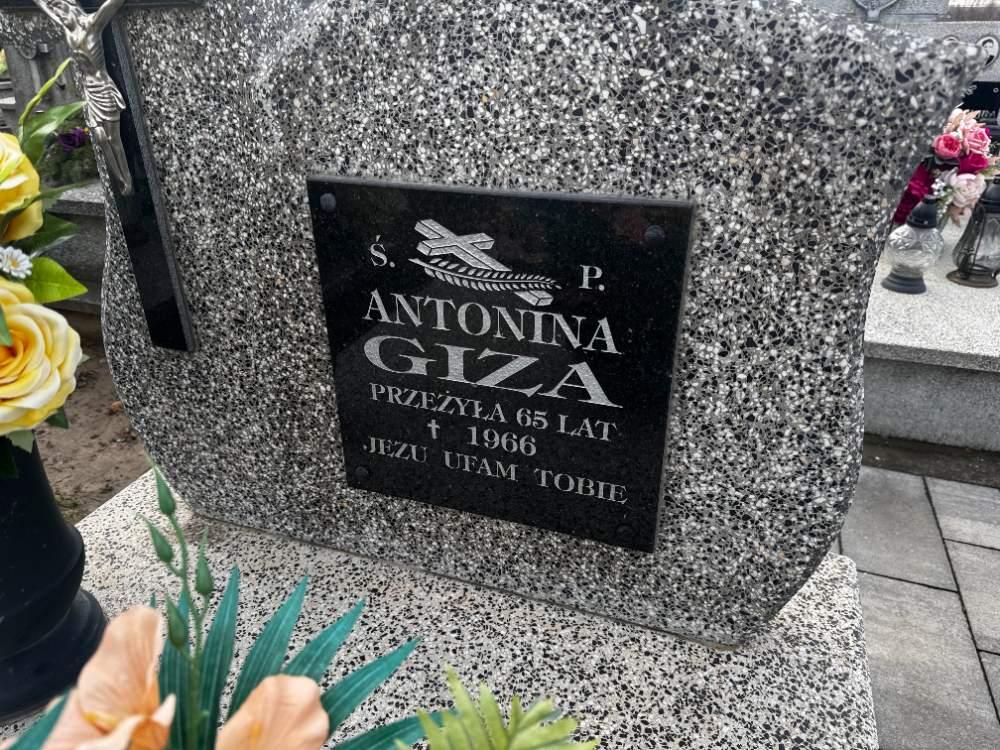 Ś. P.
ANTONINA
GIZA
PRZEŻYŁA 65 LAT
✝ 1966
JEZU UFAM TOBIE